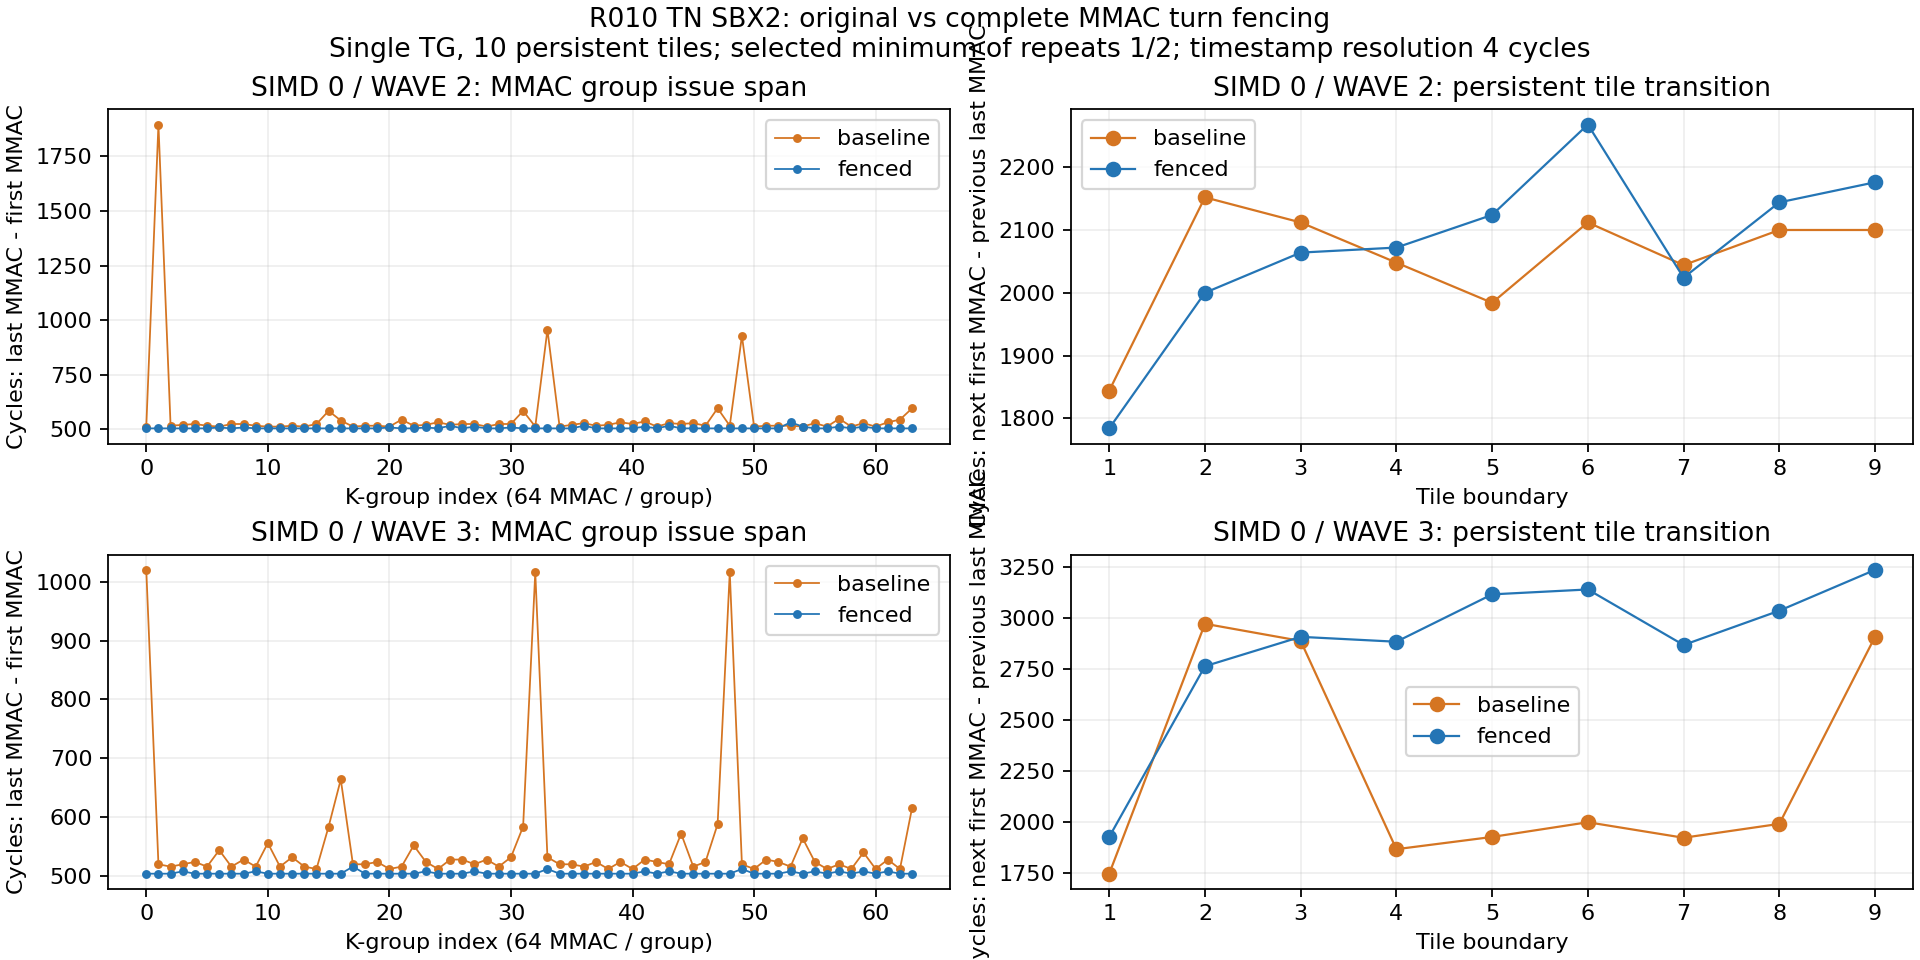 R010 TN SBX2: original vs complete MMAC turn fencing
Single TG, 10 persistent tiles; selected minimum of repeats 1/2; timestamp resolution 4 cycles
SIMD 0 / WAVE 2: MMAC group issue span
Cycles: last MMAC - first MMAC
1750
1500
1250
1000
750
500
baseline
fenced
0
10
20
30
40
50
60
K-group index (64 MMAC / group)
SIMD 0 / WAVE 2: persistent tile transition
Cycles: next first MMAC - previous last MMAC
2200
2100
2000
1900
1800
baseline
fenced
1
2
3
4
5
6
7
8
9
Tile boundary
SIMD 0 / WAVE 3: MMAC group issue span
Cycles: last MMAC - first MMAC
1000
900
800
700
600
500
baseline
fenced
0
10
20
30
40
50
60
K-group index (64 MMAC / group)
SIMD 0 / WAVE 3: persistent tile transition
ycles: next first MMAC - previous last MMAC
3250
3000
2750
2500
2250
2000
1750
baseline
fenced
1
2
3
4
5
6
7
8
9
Tile boundary